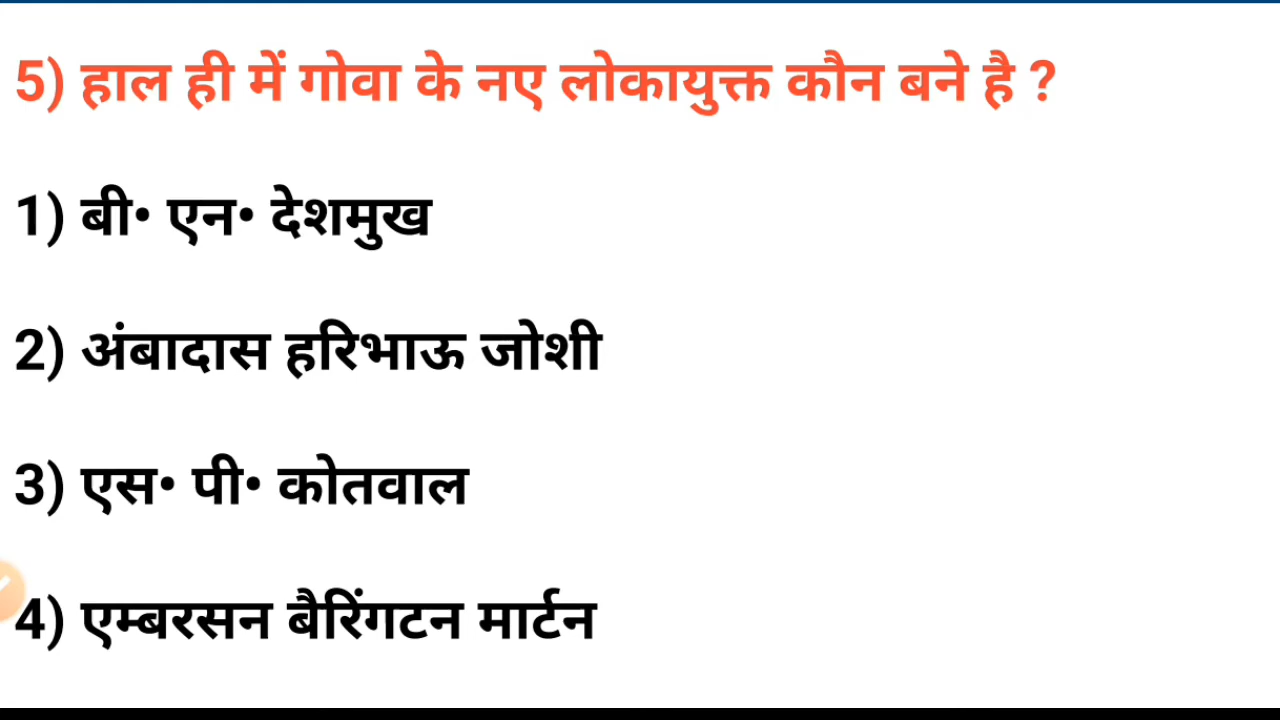 5) हाल ही में गोवा के नए लोकायुक्त कौन बने है ?
1) बी• एन• देशमुख
2) अंबादास हरिभाऊ जोशी
3) एस• पी• कोतवाल
4) एम्बरसन बैरिंगटन मार्टन